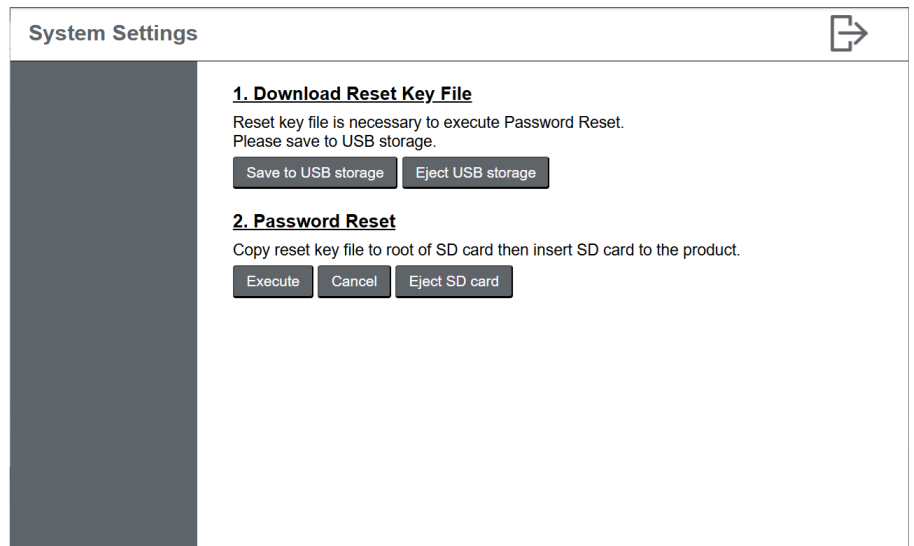 System Settings
1. Download Reset Key File
Reset key file is necessary to execute Password Reset.
Please save to USB storage.
Save to USB storage
Eject USB storage
2. Password Reset
Copy reset key file to root of SD card then insert SD card to the product.
Execute
Cancel
Eject SD card